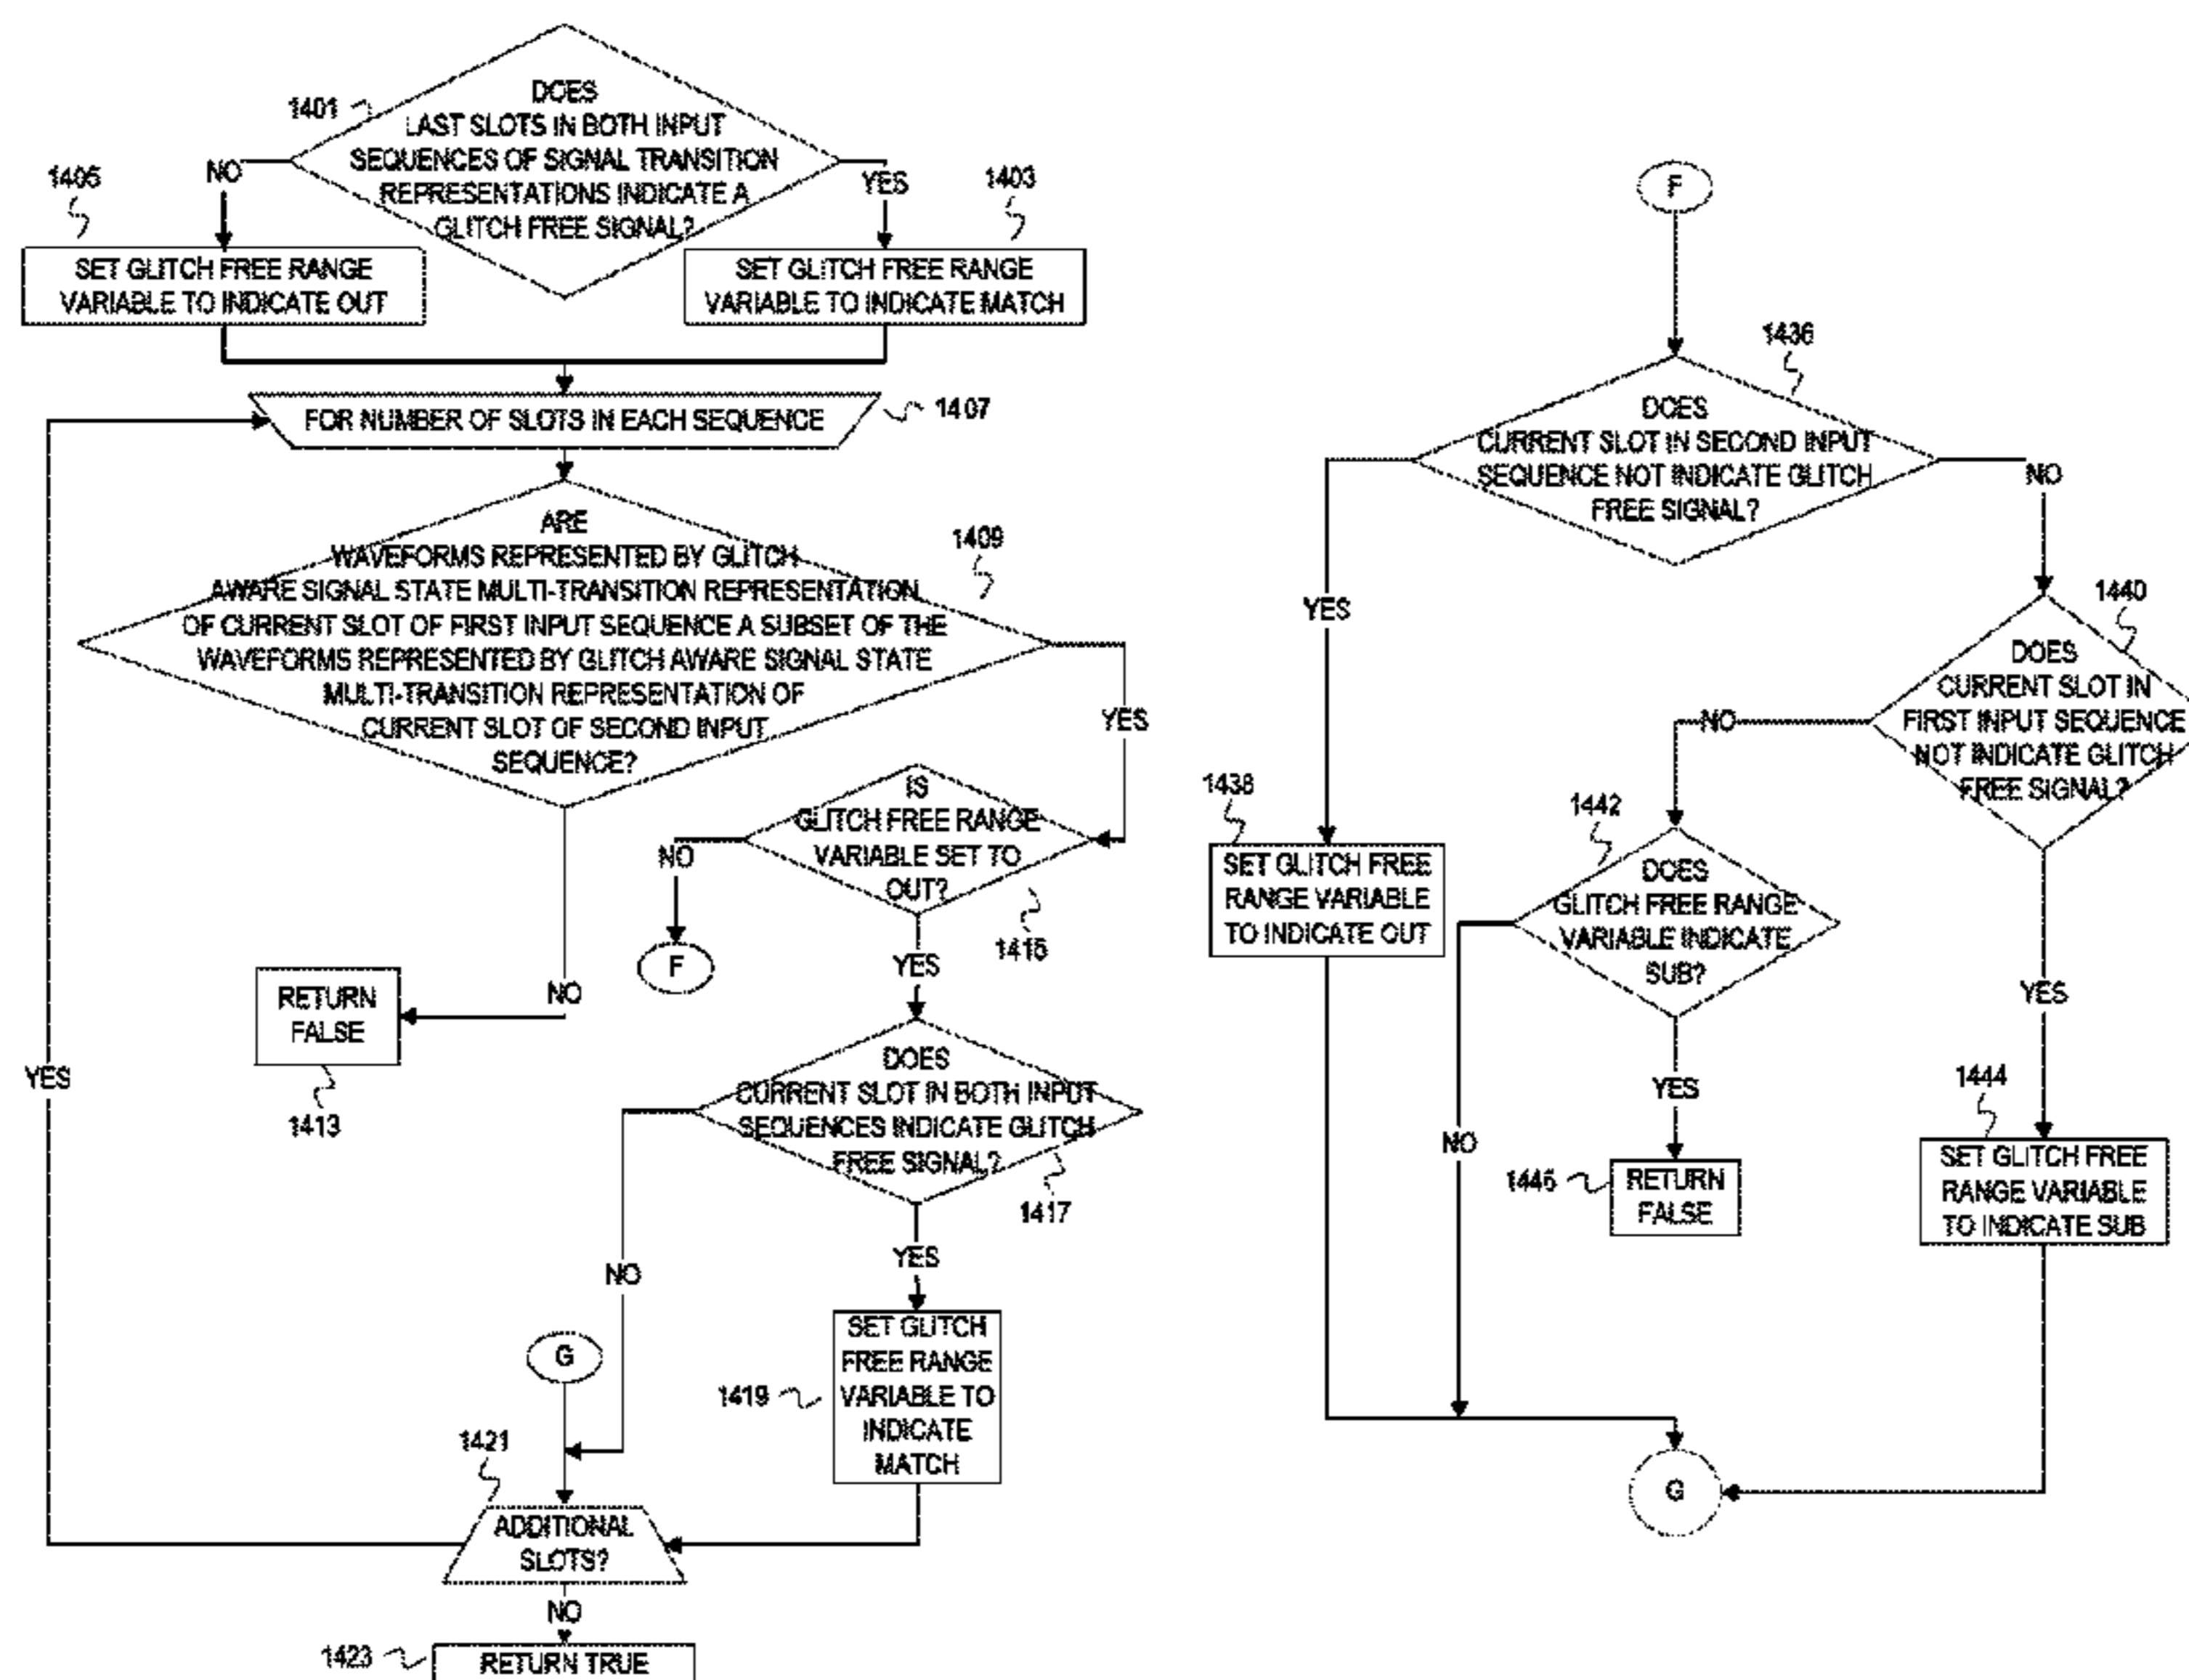 1401
DOES
LAST SLOTS IN BOTH INPUT
SEQUENCES OF SIGNAL TRANSITION
REPRESENTATIONS INDICATE A
GLITCH FREE SIGNAL?
NO
YES
1405
1403
SET GLITCH FREE RANGE
VARIABLE TO INDICATE OUT
SET GLITCH FREE RANGE
VARIABLE TO INDICATE MATCH
FOR NUMBER OF SLOTS IN EACH SEQUENCE
1407
ARE
WAVEFORMS REPRESENTED BY GLITCH
AWARE SIGNAL STATE MULTI-TRANSITION REPRESENTATION
OF CURRENT SLOT OF FIRST INPUT SEQUENCE A SUBSET OF THE
WAVEFORMS REPRESENTED BY GLITCH AWARE SIGNAL STATE
MULTI-TRANSITION REPRESENTATION OF
CURRENT SLOT OF SECOND INPUT
SEQUENCE?
1409
YES
NO
RETURN
FALSE
1413
IS
GLITCH FREE RANGE
VARIABLE SET TO
OUT?
1415
NO
F
YES
DOES
CURRENT SLOT IN BOTH INPUT
SEQUENCES INDICATE GLITCH
FREE SIGNAL?
1417
NO
YES
SET GLITCH
FREE RANGE
VARIABLE TO
INDICATE
MATCH
1419
G
1421
ADDITIONAL
SLOTS?
YES
NO
1423
RETURN TRUE
F
1436
DOES
CURRENT SLOT IN SECOND INPUT
SEQUENCE NOT INDICATE GLITCH
FREE SIGNAL?
YES
NO
1440
DOES
CURRENT SLOT IN
FIRST INPUT SEQUENCE
NOT INDICATE GLITCH
FREE SIGNAL?
NO
YES
1438
SET GLITCH FREE
RANGE VARIABLE
TO INDICATE OUT
1442
DOES
GLITCH FREE RANGE
VARIABLE INDICATE
SUB?
NO
YES
1446
RETURN
FALSE
1444
SET GLITCH FREE
RANGE VARIABLE
TO INDICATE SUB
G